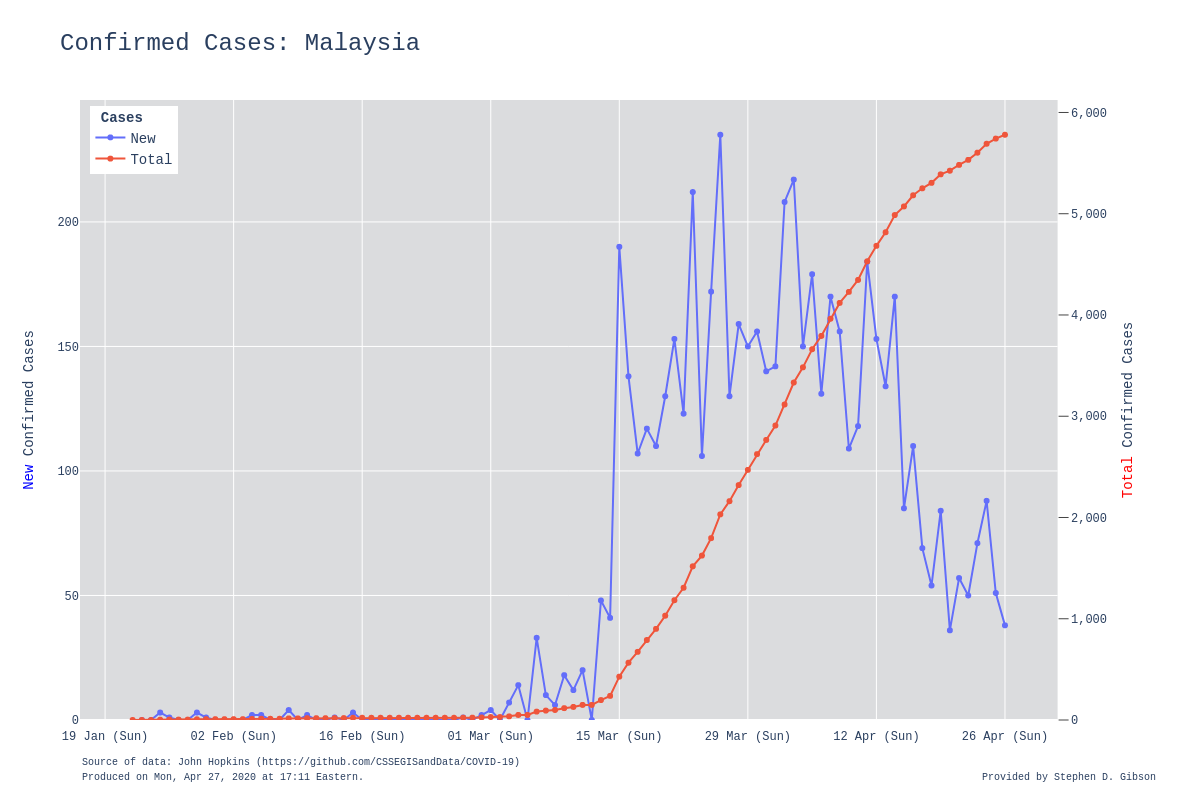 Confirmed Cases: Malaysia
Cases
New
Total
200
150
100
50
0
6,000
5,000
4,000
3,000
2,000
1,000
0
New Confirmed Cases
Total Confirmed Cases
19 Jan (Sun) 02 Feb (Sun) 16 Feb (Sun) 01 Mar (Sun) 15 Mar (Sun) 29 Mar (Sun) 12 Apr (Sun) 26 Apr (Sun)
Source of data: John Hopkins (https://github.com/CSSEGISandData/COVID-19)
Produced on Mon, Apr 27, 2020 at 17:11 Eastern.
Provided by Stephen D. Gibson